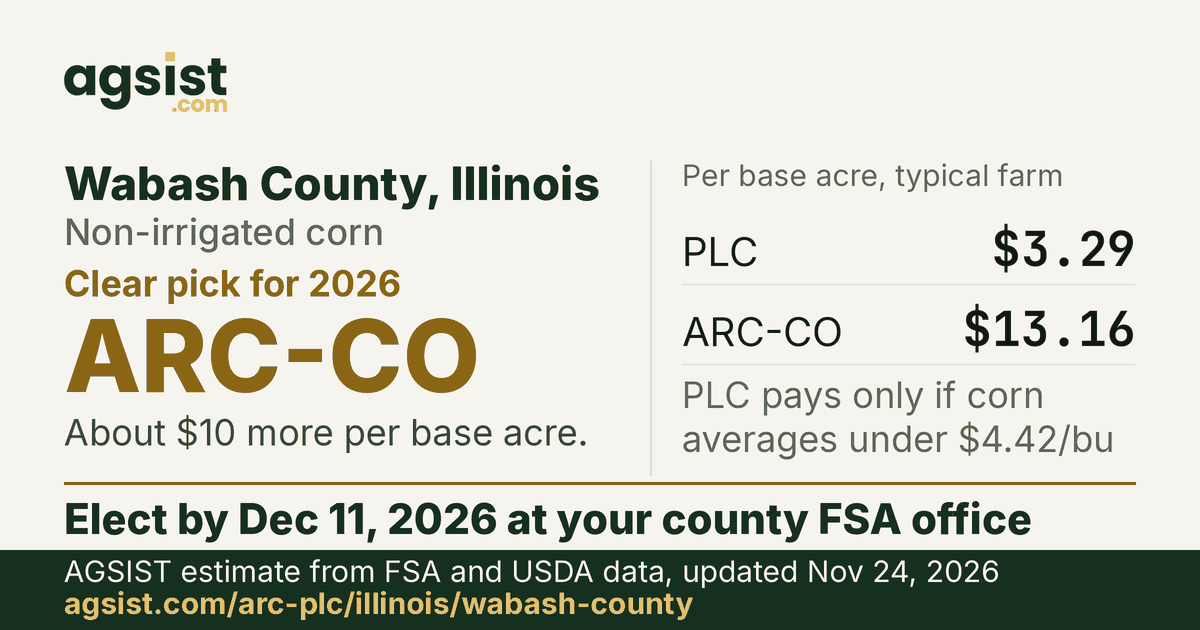 agsist
.com
Wabash County, Illinois
Non-irrigated corn
Clear pick for 2026
ARC-CO
About $10 more per base acre.
Per base acre, typical farm
PLC $3.29
ARC-CO $13.16
PLC pays only if corn
averages under $4.42/bu
Elect by Dec 11, 2026 at your county FSA office
AGSIST estimate from FSA and USDA data, updated Nov 24, 2026
agsist.com/arc-plc/illinois/wabash-county